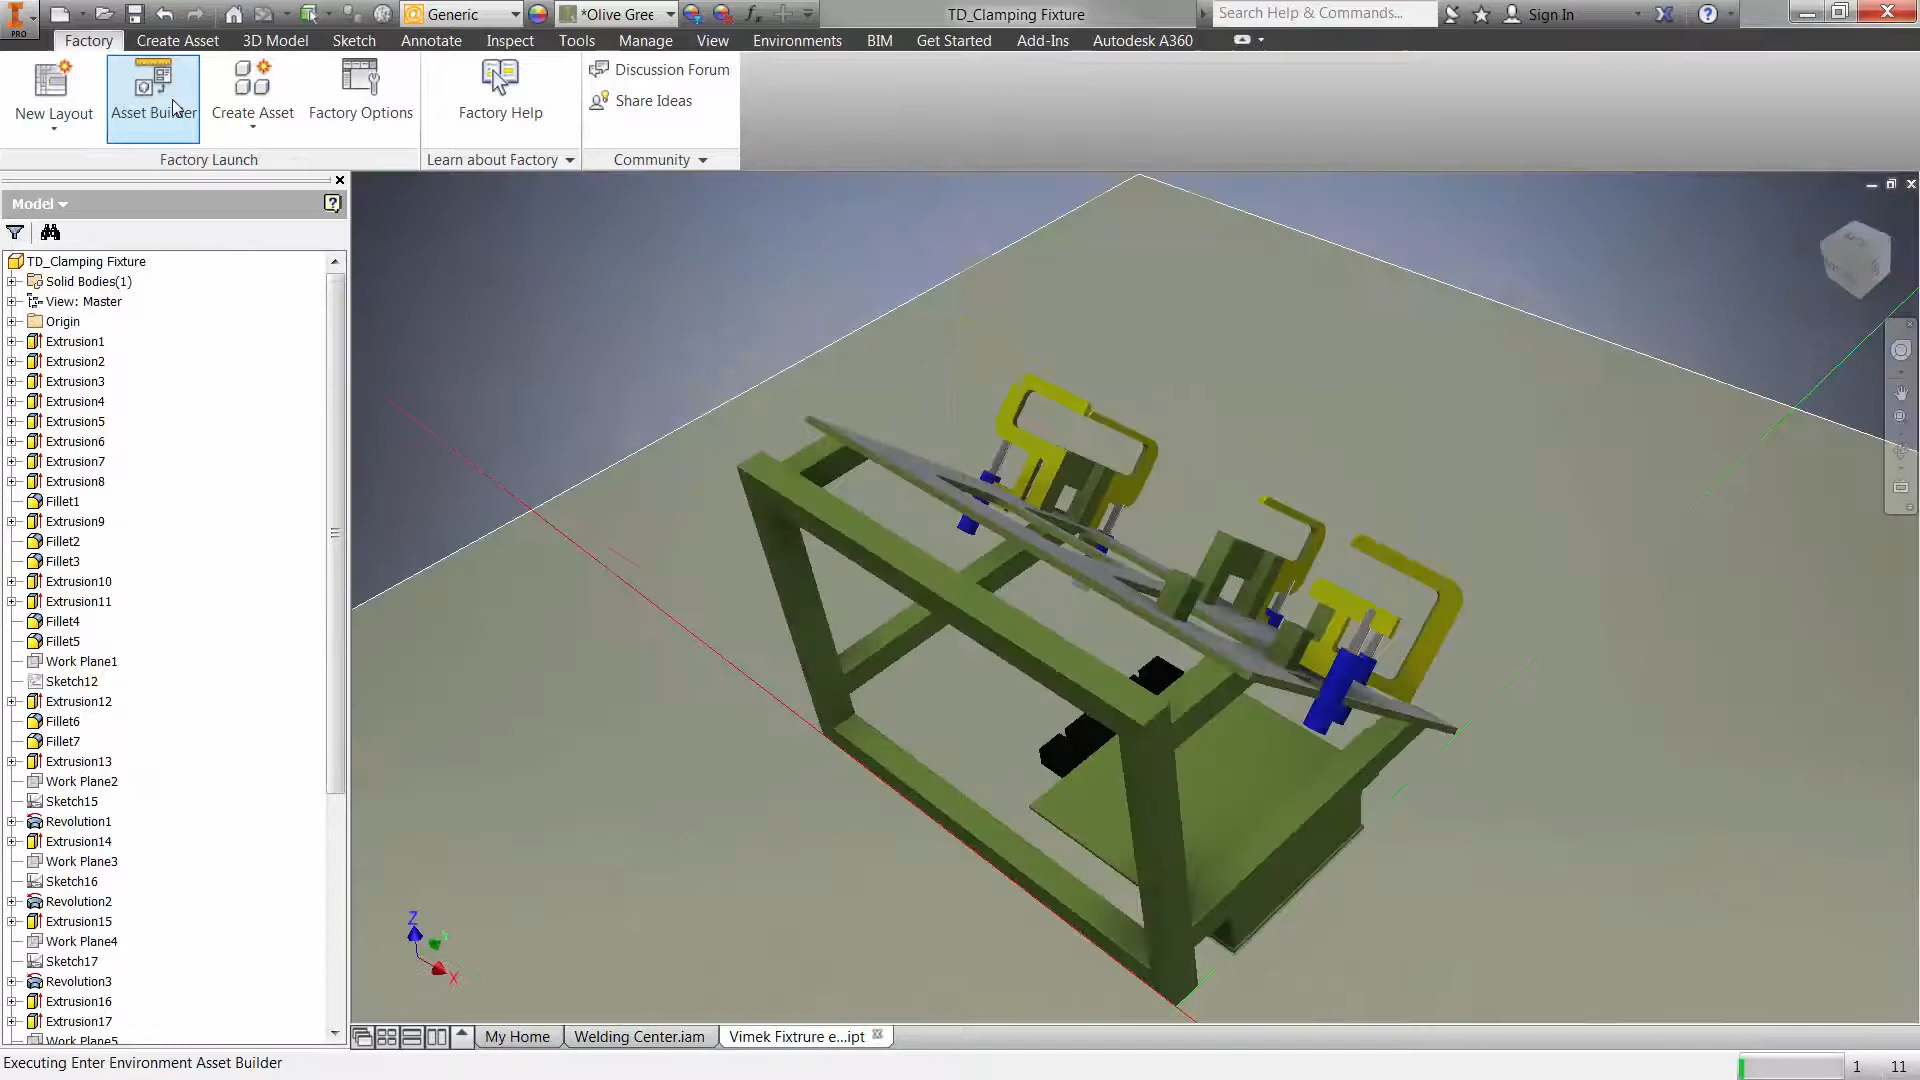 PRO
Generic
*Olive Gree
fx
TD_Clamping Fixture
Search Help & Commands...
Sign In
Factory
Create Asset
3D Model
Sketch
Annotate
Inspect
Tools
Manage
View
Environments
BIM
Get Started
Add-Ins
Autodesk A360
New Layout
Asset Builder
Create Asset
Factory Options
Factory Help
Discussion Forum
Share Ideas
Factory Launch
Learn about Factory
Community
Model
TD_Clamping Fixture
Solid Bodies(1)
View: Master
Origin
Extrusion1
Extrusion2
Extrusion3
Extrusion4
Extrusion5
Extrusion6
Extrusion7
Extrusion8
Fillet1
Extrusion9
Fillet2
Fillet3
Extrusion10
Extrusion11
Fillet4
Fillet5
Work Plane1
Sketch12
Extrusion12
Fillet6
Fillet7
Extrusion13
Work Plane2
Sketch15
Revolution1
Extrusion14
Work Plane3
Sketch16
Revolution2
Extrusion15
Work Plane4
Sketch17
Revolution3
Extrusion16
Extrusion17
Work Plane5
Z
X
My Home
Welding Center.iam
Vimek Fixtrure e...ipt
Executing Enter Environment Asset Builder
1
11